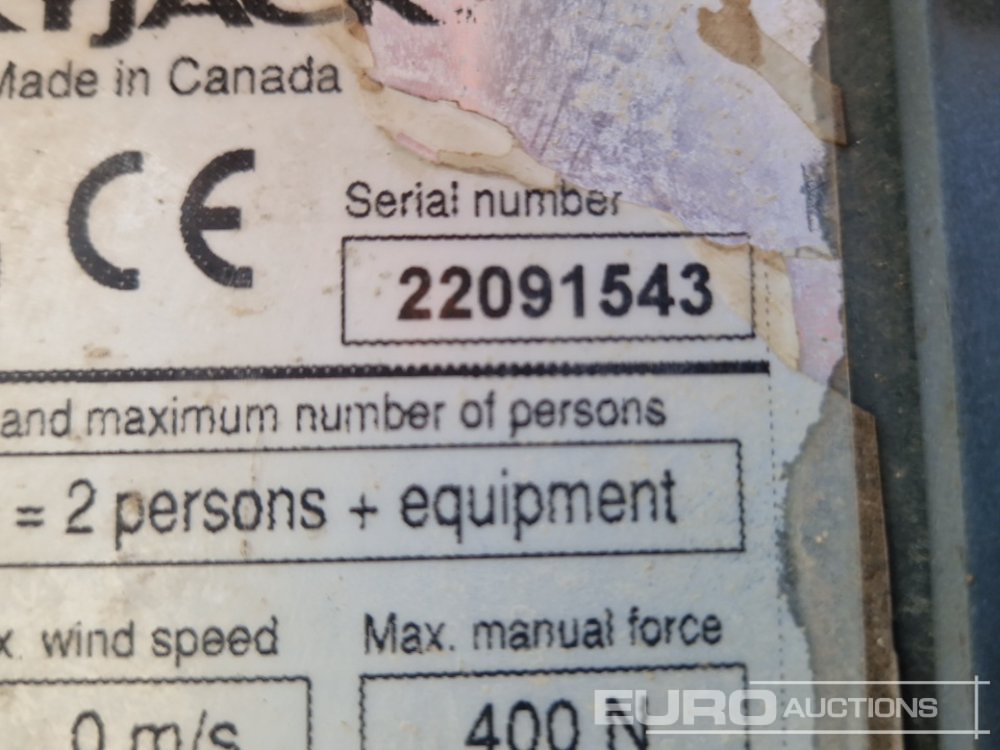 Made in Canada
CE
Serial number
22091543
and maximum number of persons
= 2 persons + equipment
wind speed
Max. manual force
0 m/s
400 N
EURO AUCTIONS